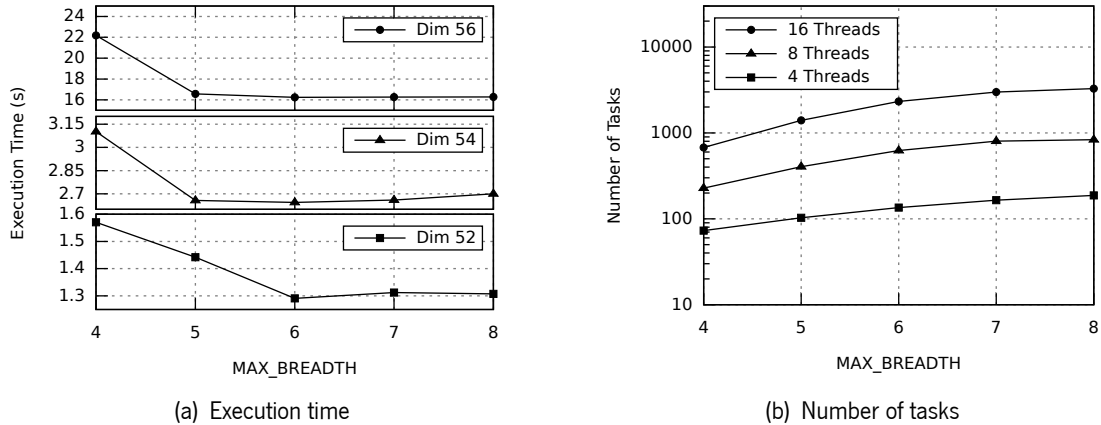 24
22
20
18
16
Dim 56
3.15
3
2.85
2.7
Dim 54
1.6
1.5
1.4
1.3
Dim 52
Execution Time (s)
4 5 6 7 8
MAX_BREADTH
(a) Execution time
10000
1000
100
10
16 Threads
8 Threads
4 Threads
Number of Tasks
4 5 6 7 8
MAX_BREADTH
(b) Number of tasks